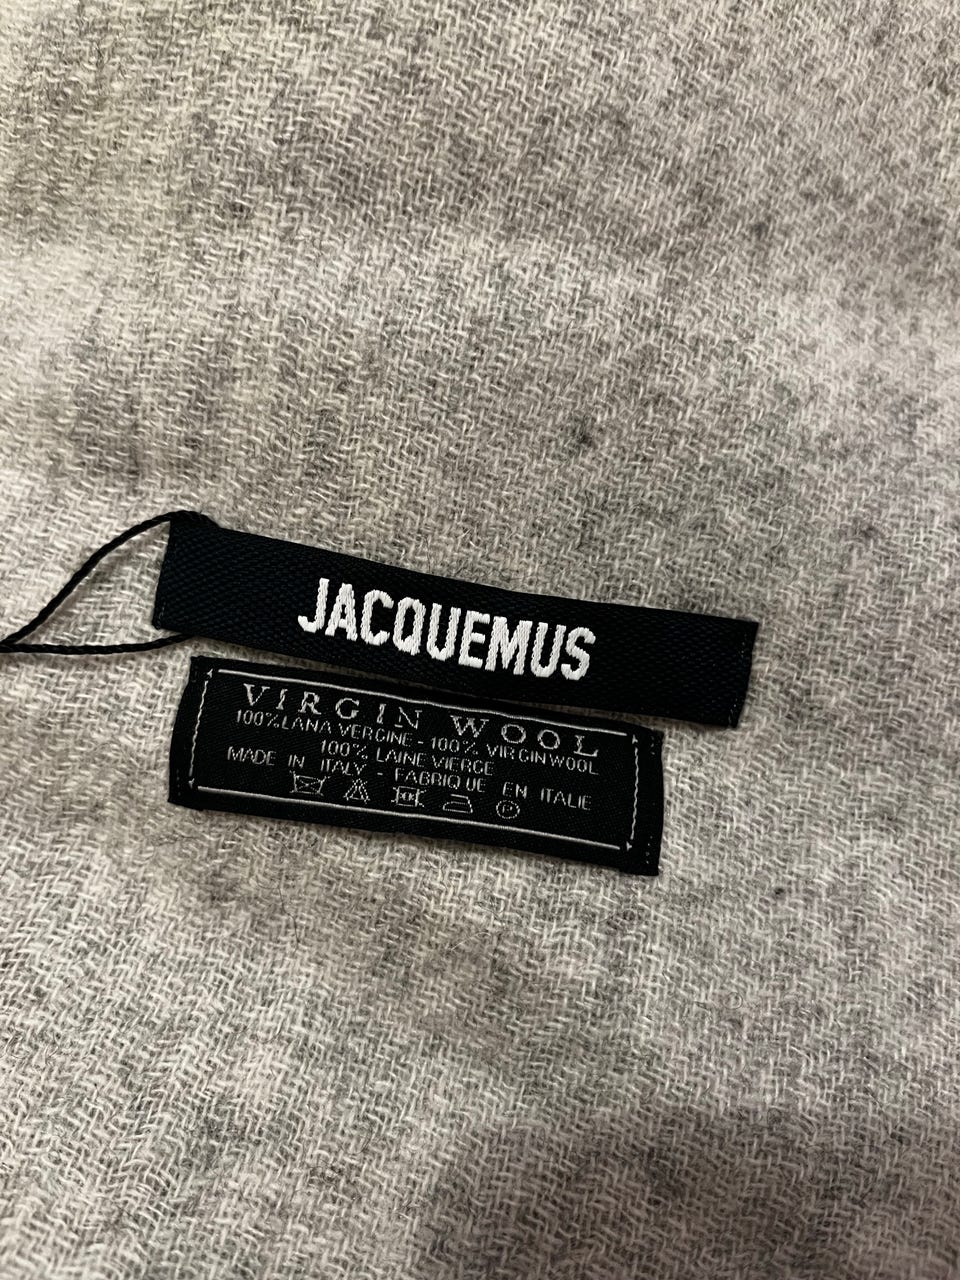 JACQUEMUS
VIRGIN WOOL
100% LANA VERGINE - 100% VIRGIN WOOL
100% LAINE VIERGE
MADE IN ITALY - FABRIQUE EN ITALIE
P